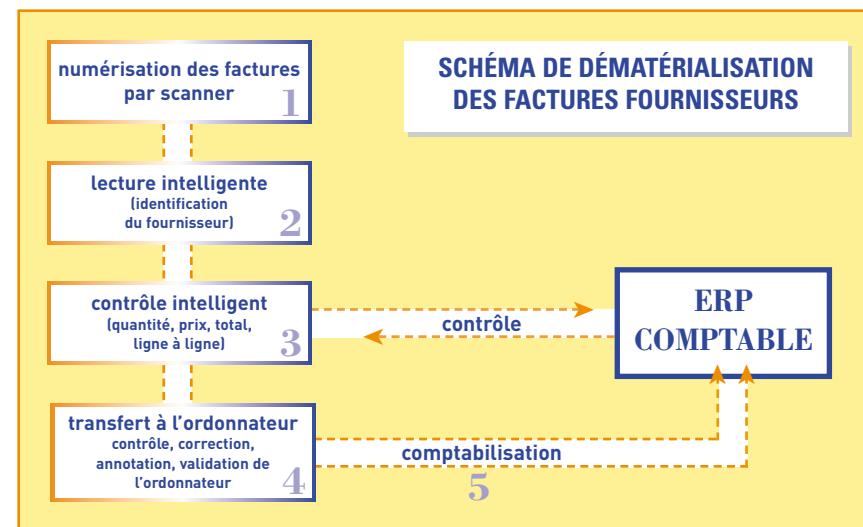 SCHÉMA DE DÉMATÉRIALISATION
DES FACTURES FOURNISSEURS
numérisation des factures
par scanner
1
lecture intelligente
(identification
du fournisseur)
2
contrôle intelligent
(quantité, prix, total,
ligne à ligne)
3
contrôle
ERP
COMPTABLE
transfert à l’ordonnateur
contrôle, correction,
annotation, validation de
l’ordonnateur
4
comptabilisation
5